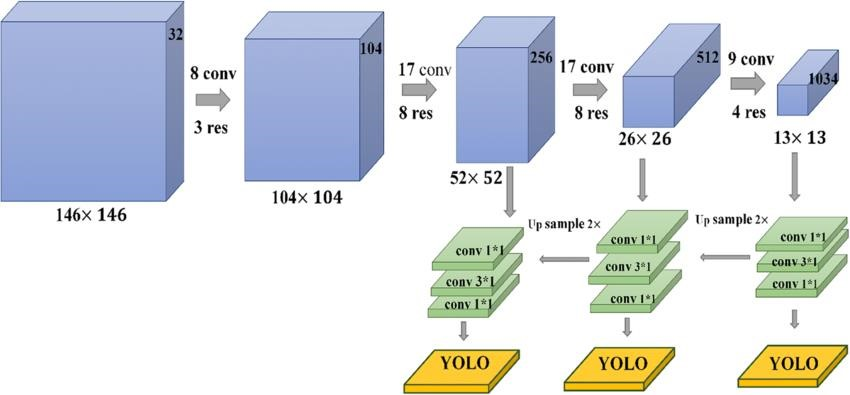 32
8 conv
3 res
146× 146
104
17 conv
8 res
104× 104
256
17 conv
8 res
52× 52
512
9 conv
4 res
26× 26
1034
13× 13
Up sample 2×
Up sample 2×
conv 1*1
conv 3*1
conv 1*1
conv 1*1
conv 3*1
conv 1*1
conv 1*1
conv 3*1
conv 1*1
YOLO
YOLO
YOLO